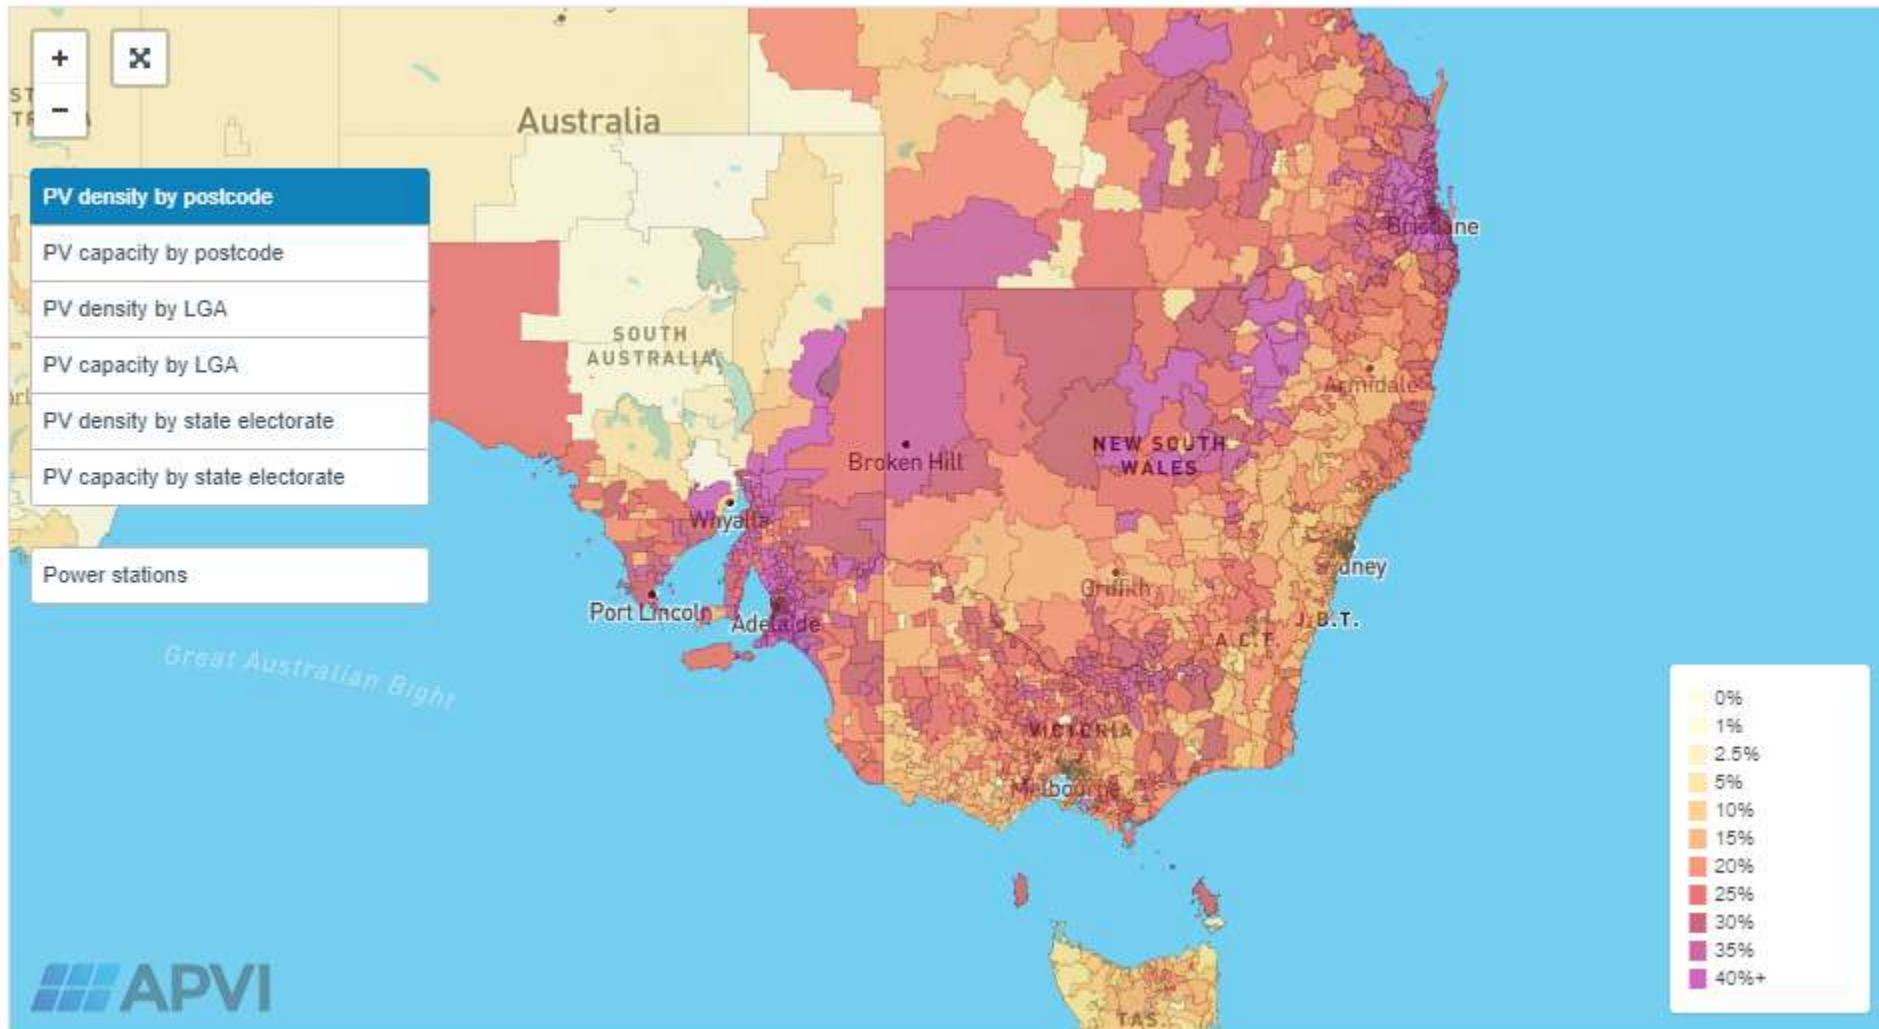 +
−
PV density by postcode
PV capacity by postcode
PV density by LGA
PV capacity by LGA
PV density by state electorate
PV capacity by state electorate
Power stations
Australia
SOUTH
AUSTRALIA
Brisbane
Armidale
NEW SOUTH
WALES
Broken Hill
Whyalla
Port Lincoln
Adelaide
Griffith
Sydney
J.B.T.
A.C.T.
Great Australian Bight
VICTORIA
Melbourne
TAS.
0%
1%
2.5%
5%
10%
15%
20%
25%
30%
35%
40%+
APVI